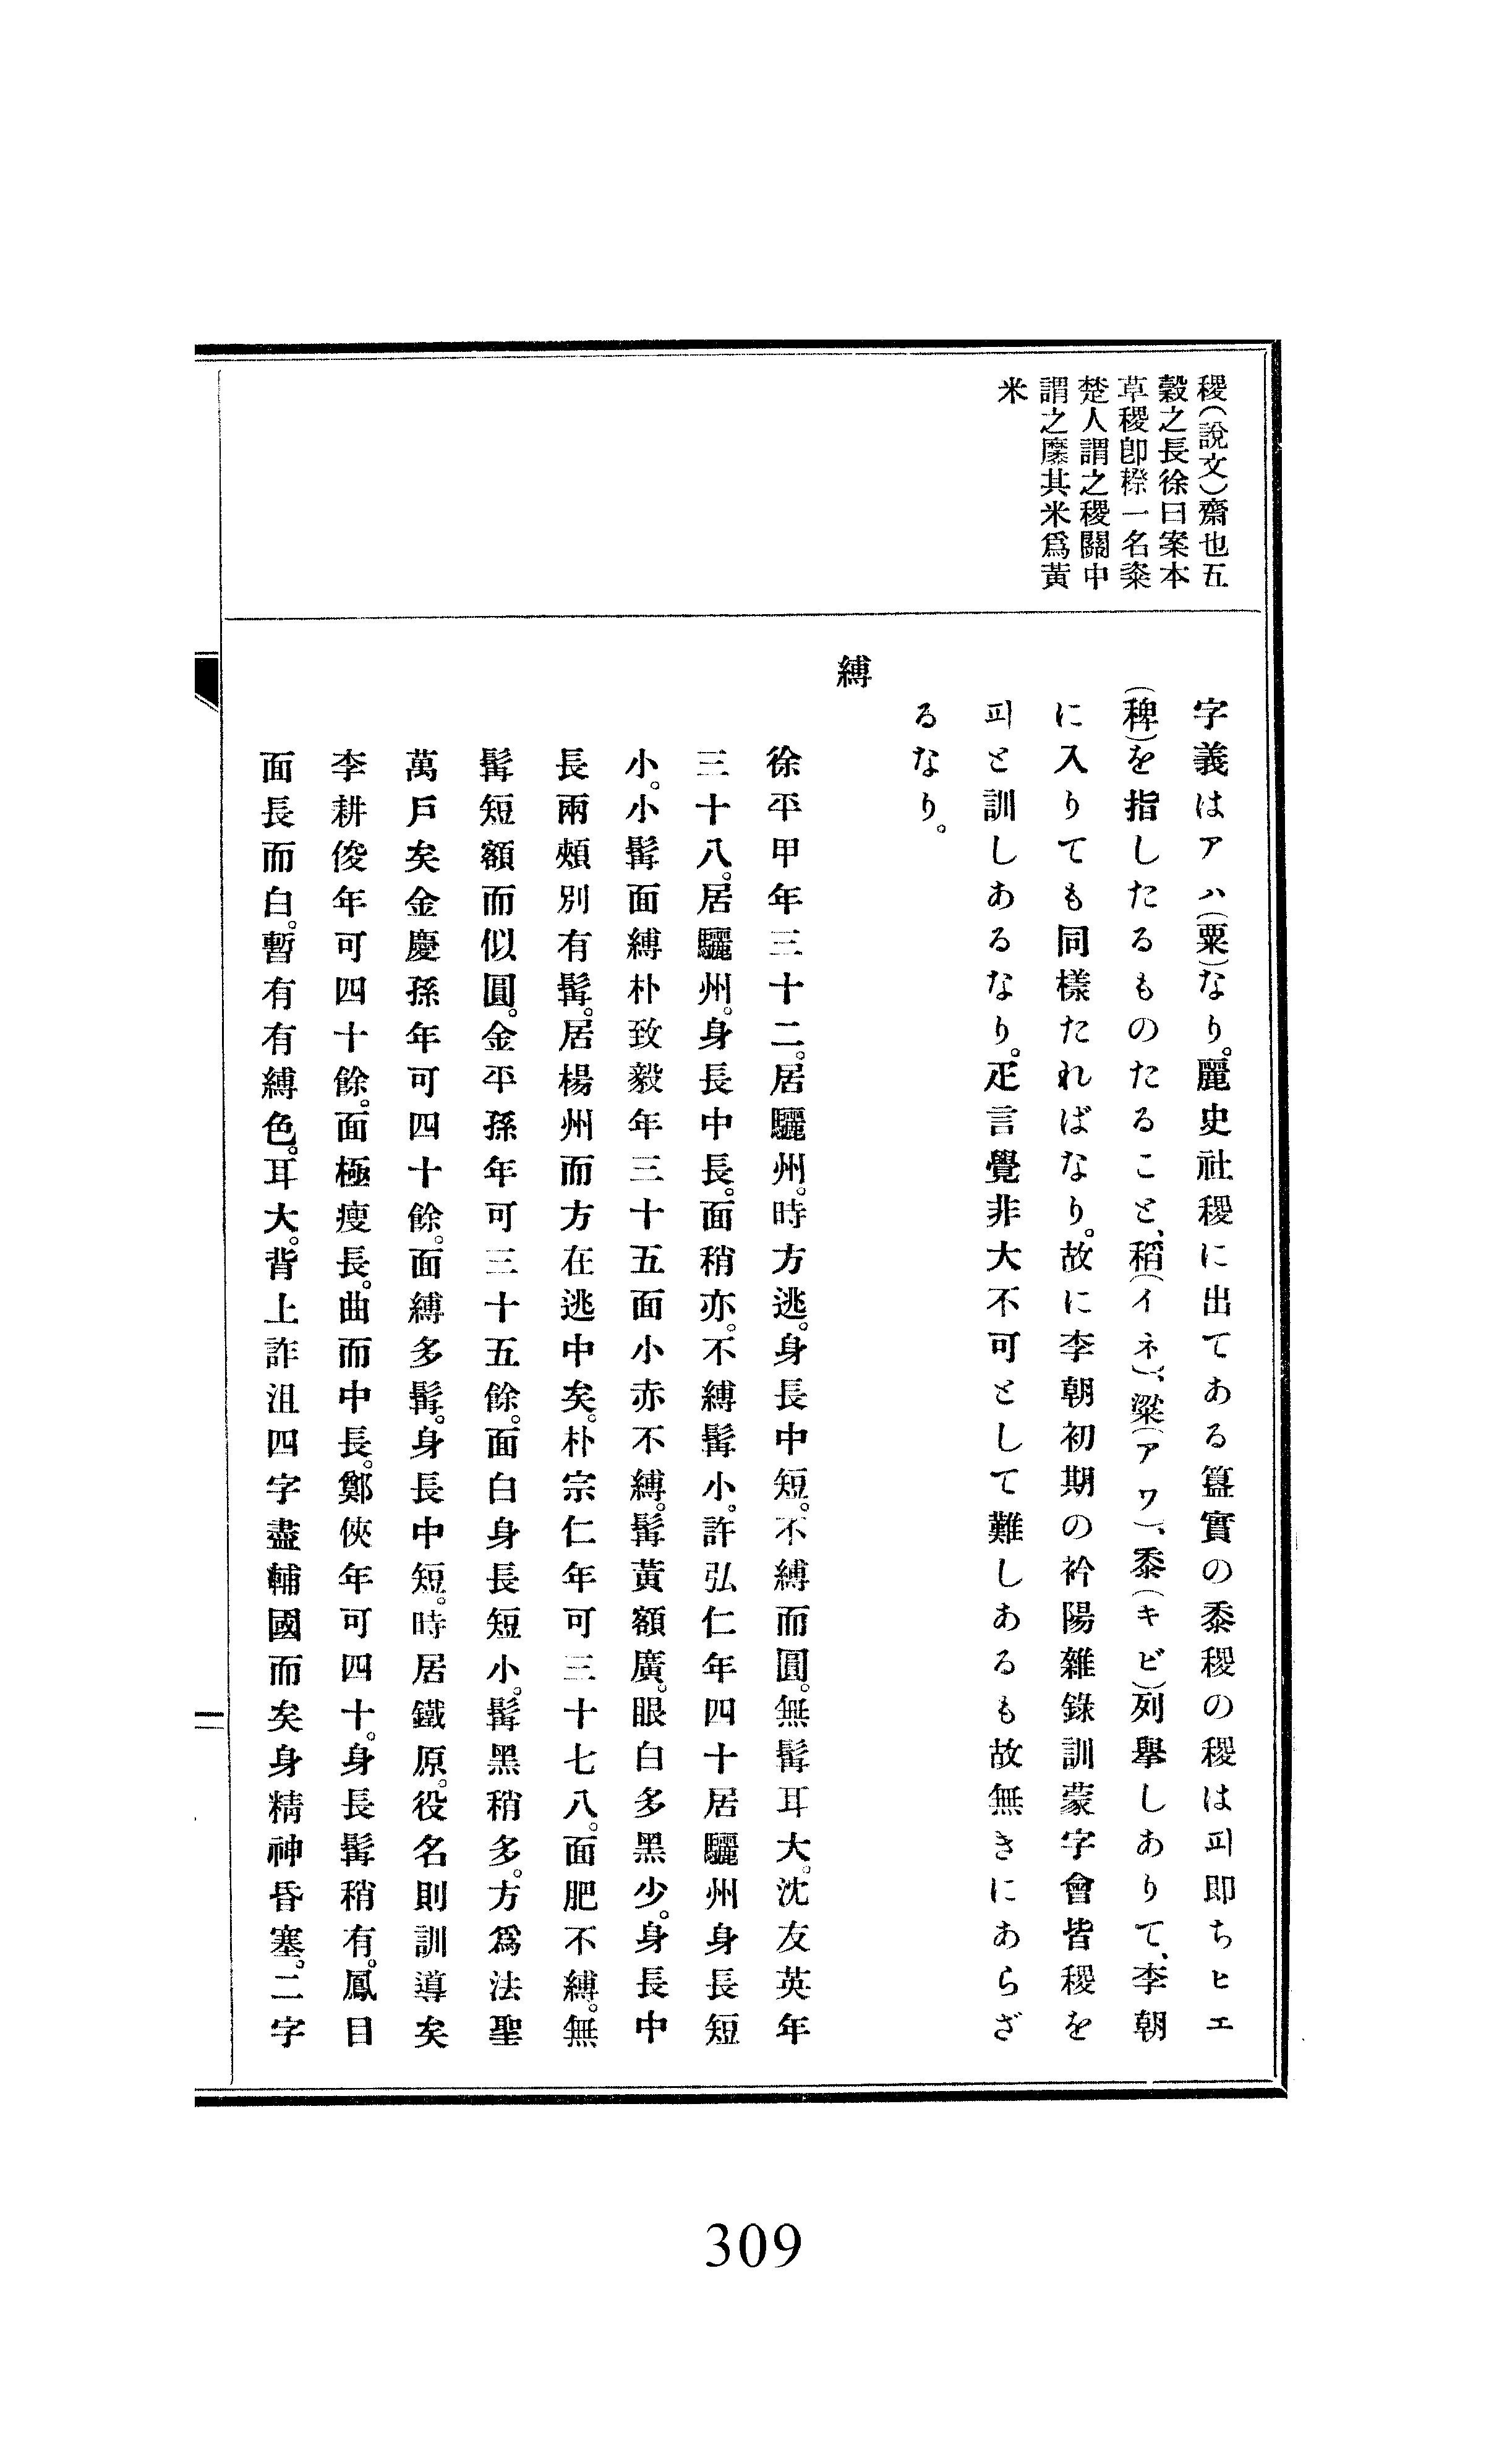 稷(說文)齋也五
穀之長徐曰案本
草稷卽穄一名粢
楚人謂之稷關中
謂之穈其米爲黃
米
字義はアハ(粟)なり。麗史社稷に出てある簋實の黍稷の稷は피即ちヒエ
(稗)を指したるものたること、稻(イネ)、粱(アワ)、黍(キビ)列擧しありて、李朝
に入りても同樣たればなり。故に李朝初期の衿陽雜錄訓蒙字會皆稷を
피と訓しあるなり。疋言覺非大不可として難しあるも故無きにあらざ
るなり。
縛
徐平甲年三十二。居驪州。時方逃。身長中短。不縛而圓。無髯耳大。沈友英年
三十八。居驪州。身長中長。面稍亦。不縛髯小。許弘仁年四十居驪州身長短
小。小髯面縛朴致毅年三十五面小赤不縛。髯黃額廣。眼白多黑少。身長中
長兩頰別有髯。居楊州而方在逃中矣。朴宗仁年可三十七八。面肥不縛。無
髯短額而似圓。金平孫年可三十五餘。面白身長短小。髯黑稍多。方爲法聖
萬戶矣金慶孫年可四十餘。面縛多髯。身長中短。時居鐵原。役名則訓導矣
李耕俊年可四十餘。面極瘦長。曲而中長。鄭俠年可四十。身長髯稍有。鳳目
面長而白。暫有有縛色。耳大。背上詐沮四字盡輔國而矣身精神昏塞。二字
二
309